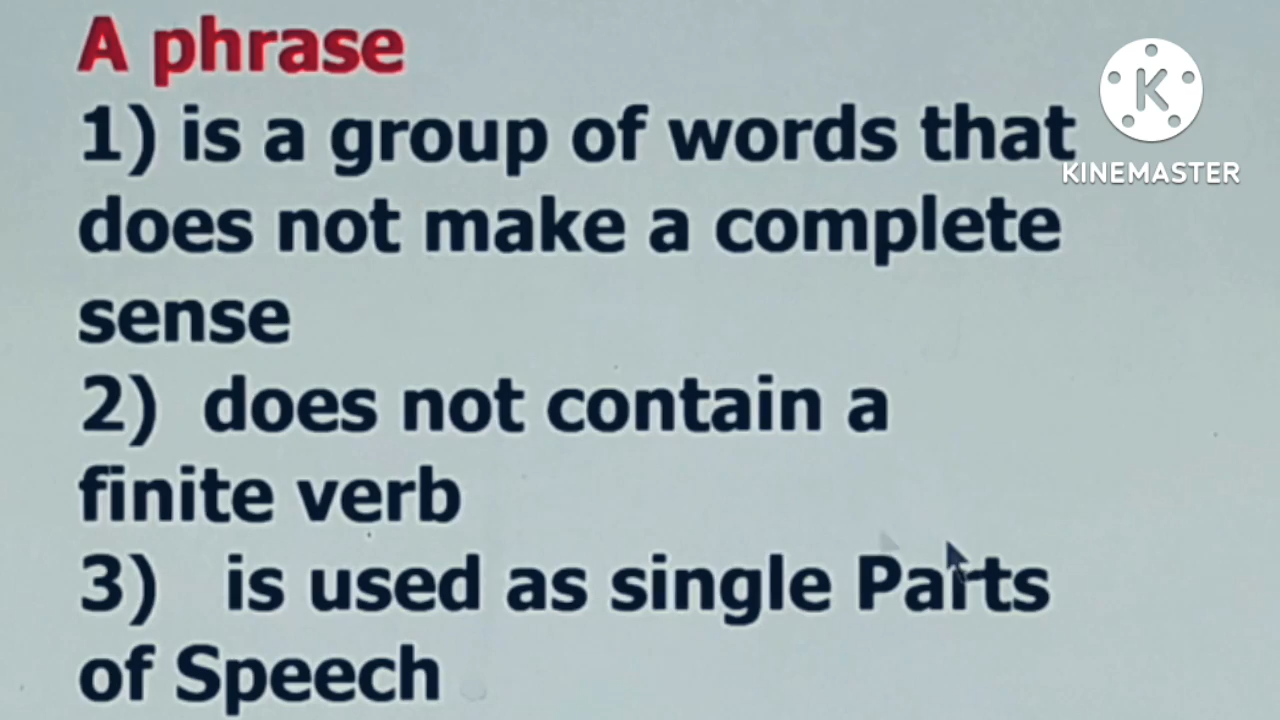 A phrase
1) is a group of words that
KINEMASTER
does not make a complete
sense
2) does not contain a
finite verb
3) is used as single Parts
of Speech